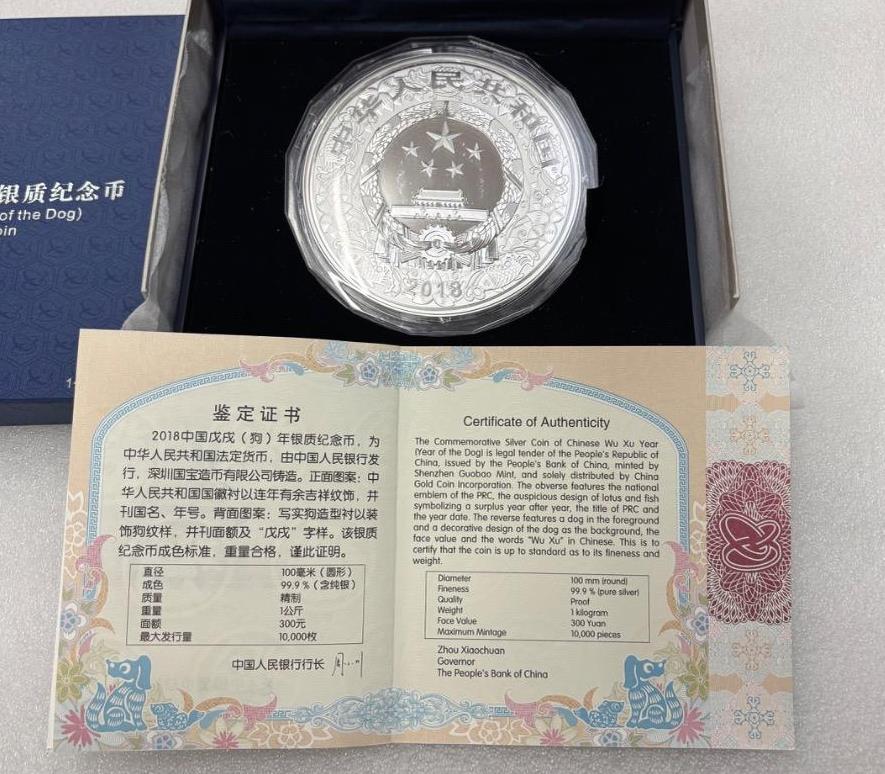 中华人民共和国
2018
银质纪念币
of the Dog)
oin
鉴定证书
2018中国戊戌（狗）年银质纪念币，为
中华人民共和国法定货币，由中国人民银行发
行，深圳国宝造币有限公司铸造。正面图案：中
华人民共和国国徽衬以连年有余吉祥纹饰，并
刊国名、年号。背面图案：写实狗造型衬以装
饰狗纹样，并刊面额及“戊戌”字样。该银质
纪念币成色标准，重量合格，谨此证明。
直径 100毫米（圆形）
成色 99.9％（含纯银）
质量 精制
重量 1公斤
面额 300元
最大发行量 10,000枚
中国人民银行行长
Certificate of Authenticity
The Commemorative Silver Coin of Chinese Wu Xu Year
(Year of the Dog) is legal tender of the People's Republic of
China, issued by the People's Bank of China, minted by
Shenzhen Guobao Mint, and solely distributed by China
Gold Coin Incorporation. The obverse features the national
emblem of the PRC, the auspicious design of lotus and fish
symbolizing a surplus year after year, the title of PRC and
the year date. The reverse features a dog in the foreground
and a decorative design of the dog as the background, the
face value and the words "Wu Xu" in Chinese. This is to
certify that the coin is up to standard as to its fineness and
weight.
Diameter 100 mm (round)
Fineness 99.9 % (pure silver)
Quality Proof
Weight 1 kilogram
Face Value 300 Yuan
Maximum Mintage 10,000 pieces
Zhou Xiaochuan
Governor
The People's Bank of China